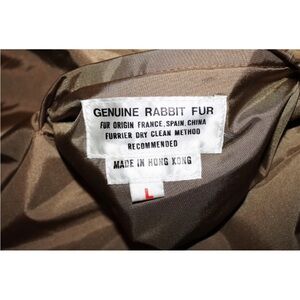 GENUINE RABBIT FUR
FUR ORIGIN FRANCE, SPAIN, CHINA
FURRIER DRY CLEAN METHOD
RECOMMENDED
MADE IN HONG KONG
L